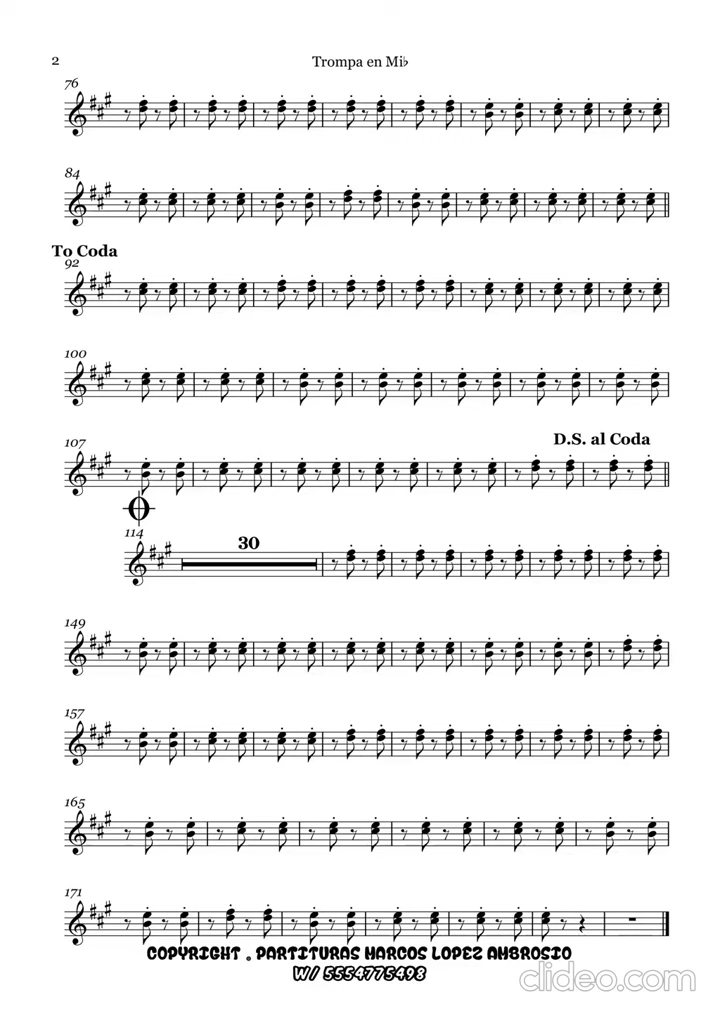 2
Trompa en Mi♭
76
84
To Coda
92
100
107
D.S. al Coda
114
30
149
157
165
171
COPYRIGHT . PARTITURAS MARCOS LOPEZ AMBROSIO
W/ 5554775498
clideo.com